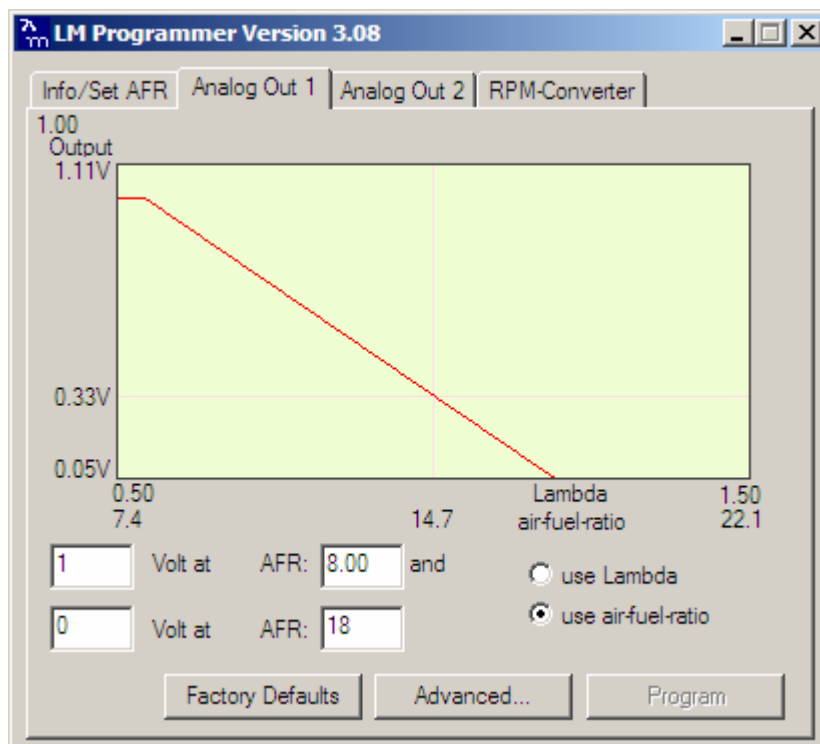 LM Programmer Version 3.08
Info/Set AFR Analog Out 1 Analog Out 2 RPM-Converter
1.00
Output
1.11V
0.33V
0.05V
0.50 Lambda 1.50
7.4 14.7 air-fuel-ratio 22.1
1 Volt at AFR: 8.00 and
use Lambda
0 Volt at AFR: 18
use air-fuel-ratio
Factory Defaults Advanced... Program